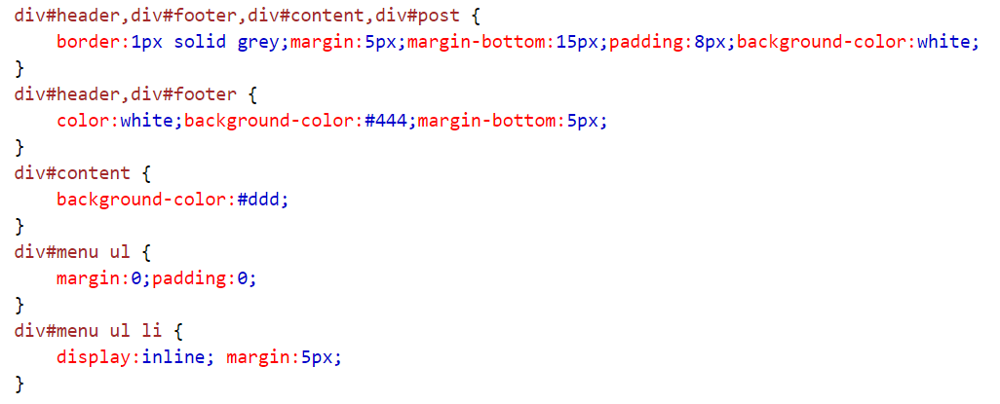 div#header,div#footer,div#content,div#post {
    border:1px solid grey;margin:5px;margin-bottom:15px;padding:8px;background-color:white;
}
div#header,div#footer {
    color:white;background-color:#444;margin-bottom:5px;
}
div#content {
    background-color:#ddd;
}
div#menu ul {
    margin:0;padding:0;
}
div#menu ul li {
    display:inline; margin:5px;
}